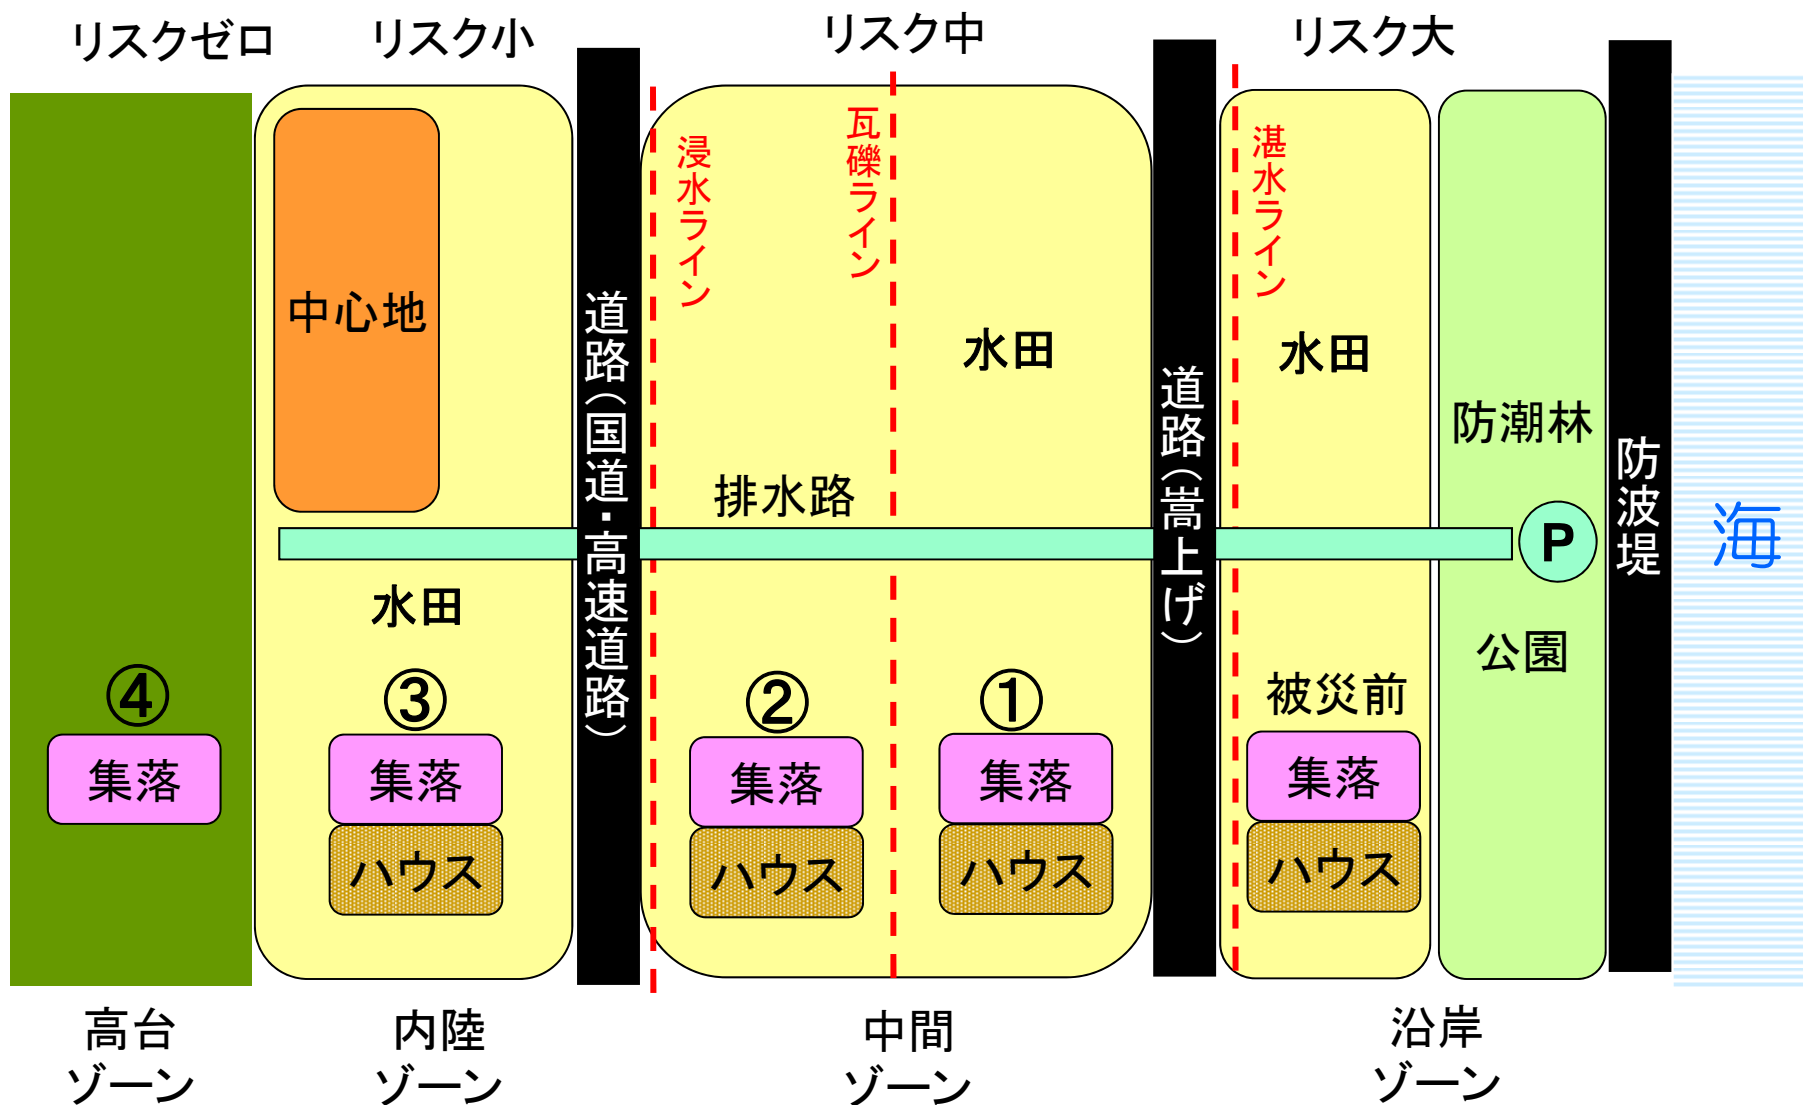 リスクゼロ
リスク小
リスク中
リスク大
中心地
道路（国道・高速道路）
浸水ライン
瓦礫ライン
水田
道路（嵩上げ）
湛水ライン
水田
防潮林
防波堤
海
排水路
P
水田
公園
④
集落
③
集落
ハウス
②
集落
ハウス
①
集落
ハウス
被災前
集落
ハウス
高台
ゾーン
内陸
ゾーン
中間
ゾーン
沿岸
ゾーン